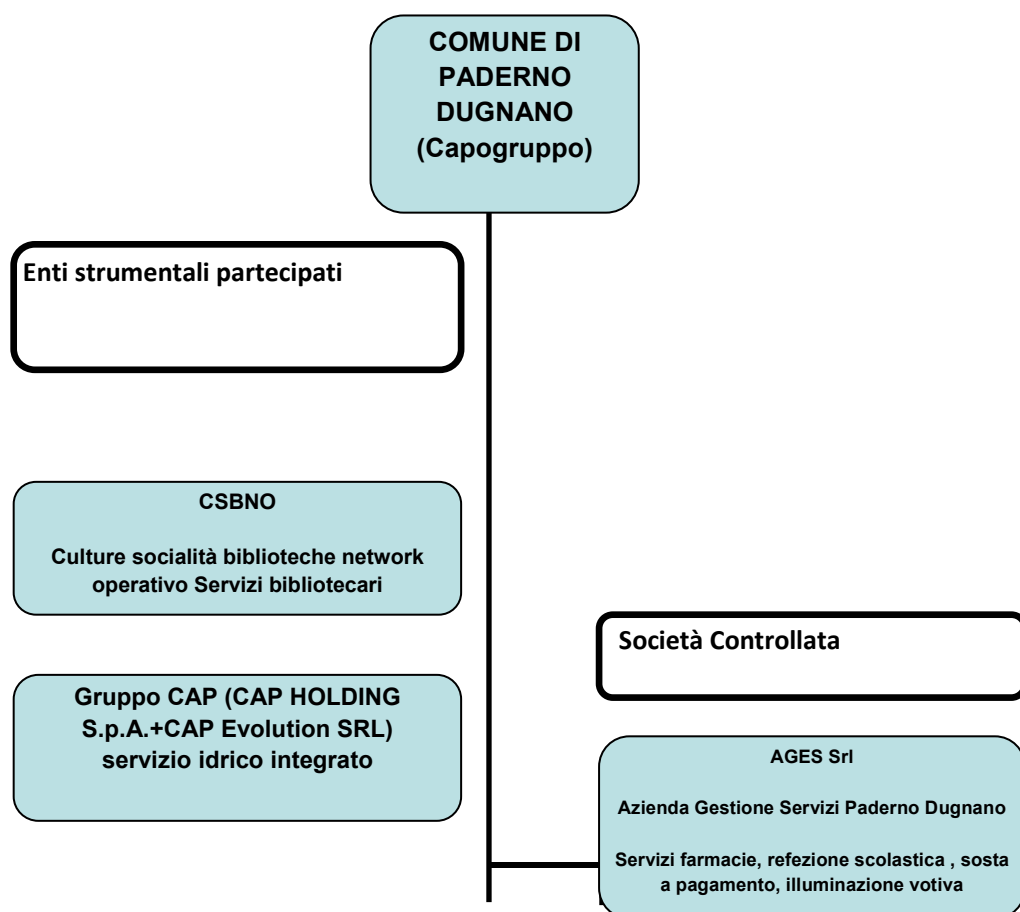 COMUNE DI
PADERNO
DUGNANO
(Capogruppo)
Enti strumentali partecipati
CSBNO
Culture socialità biblioteche network
operativo Servizi bibliotecari
Gruppo CAP (CAP HOLDING
S.p.A.+CAP Evolution SRL)
servizio idrico integrato
Società Controllata
AGES Srl
Azienda Gestione Servizi Paderno Dugnano
Servizi farmacie, refezione scolastica , sosta
a pagamento, illuminazione votiva